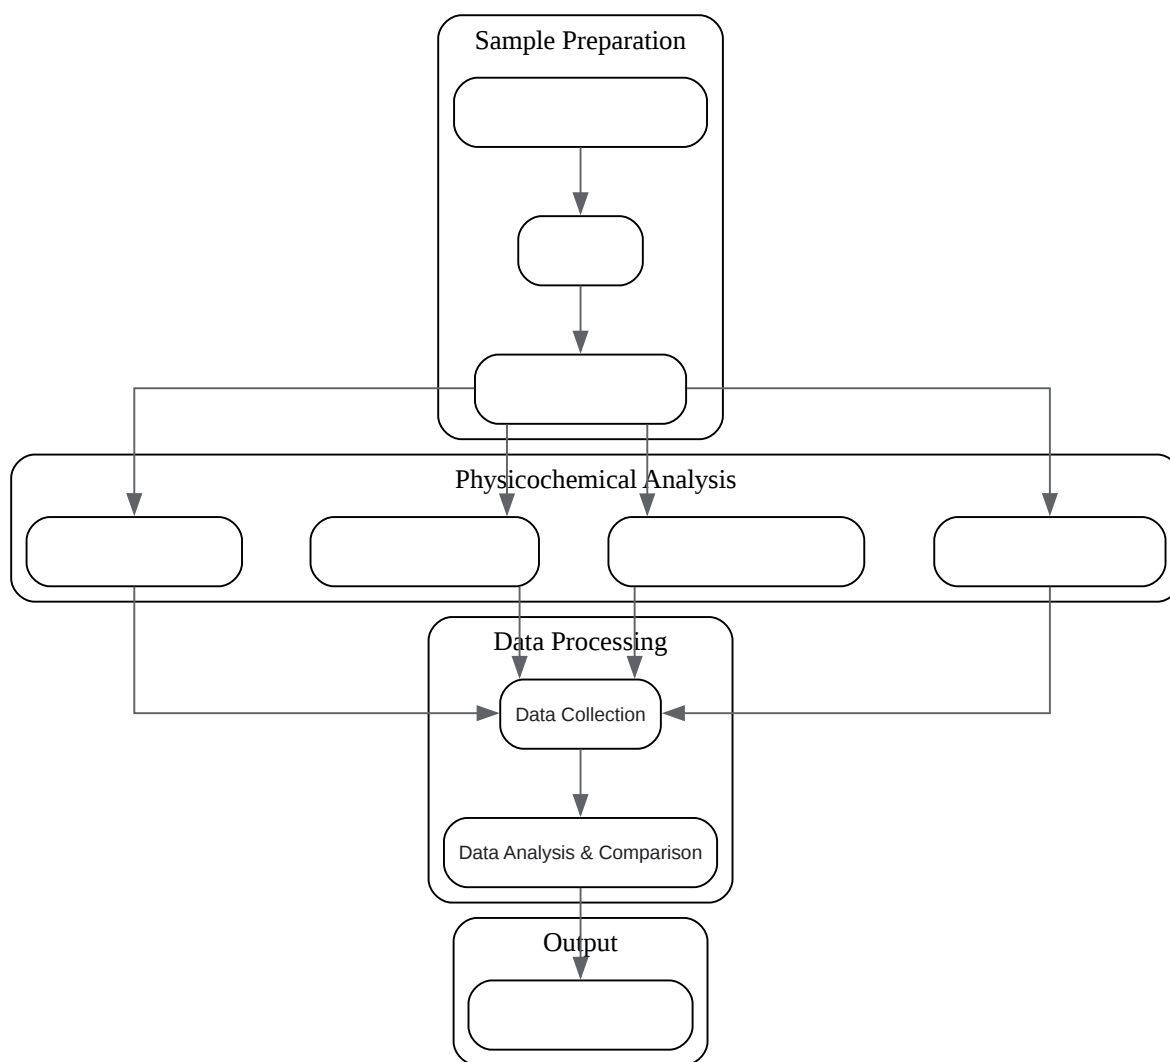 Sample Preparation
Physicochemical Analysis
Data Processing
Data Collection
Data Analysis & Comparison
Output